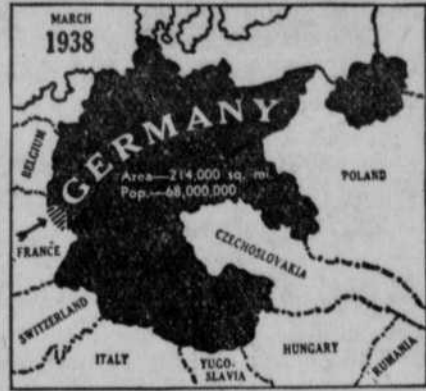 MARCH
1938
GERMANY
Area—214,000 sq. mi.
Pop.—68,000,000
BELGIUM
POLAND
FRANCE
CZECHOSLOVAKIA
SWITZERLAND
ITALY
YUGO-
SLAVIA
HUNGARY
RUMANIA